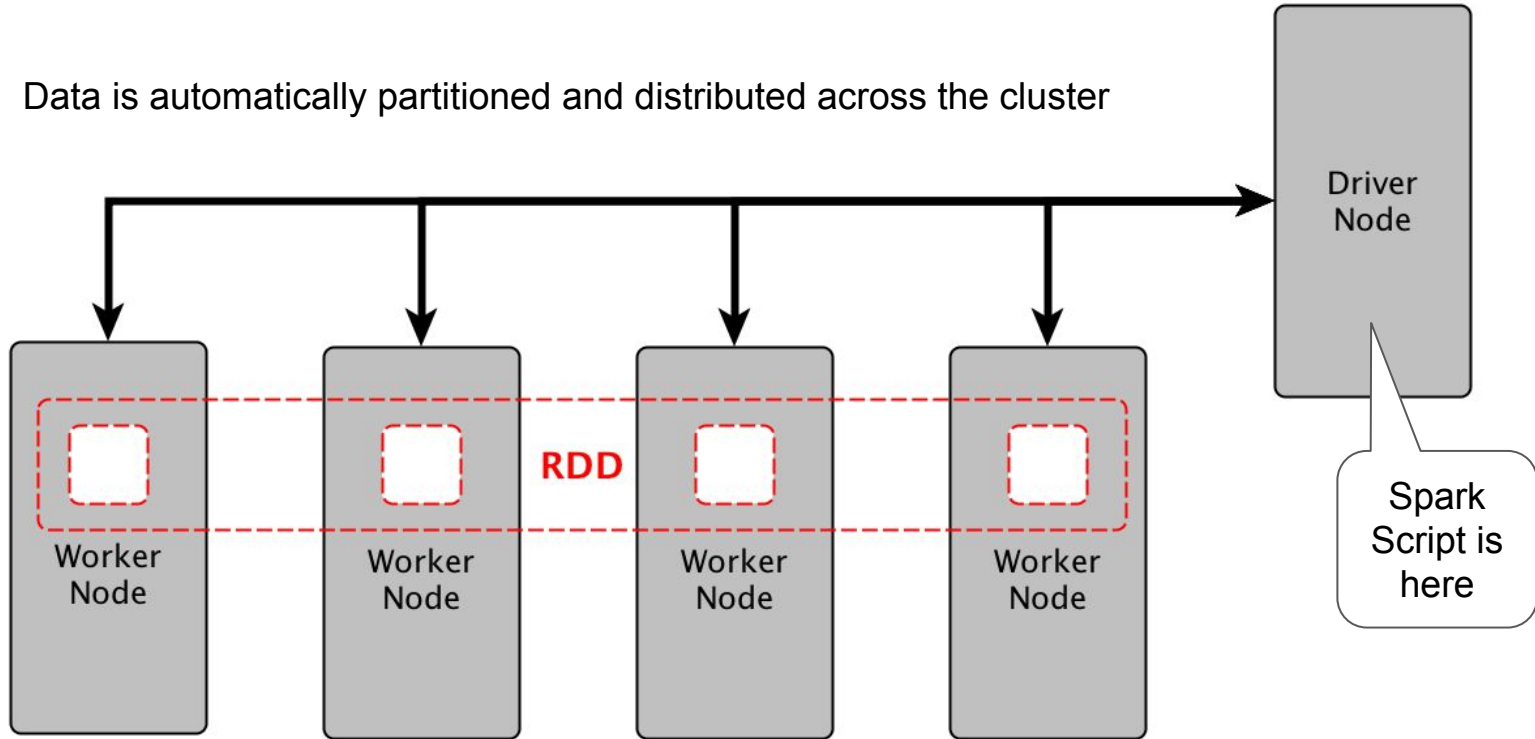 Data is automatically partitioned and distributed across the cluster
Driver
Node
RDD
Worker
Node
Worker
Node
Worker
Node
Worker
Node
Spark
Script is
here